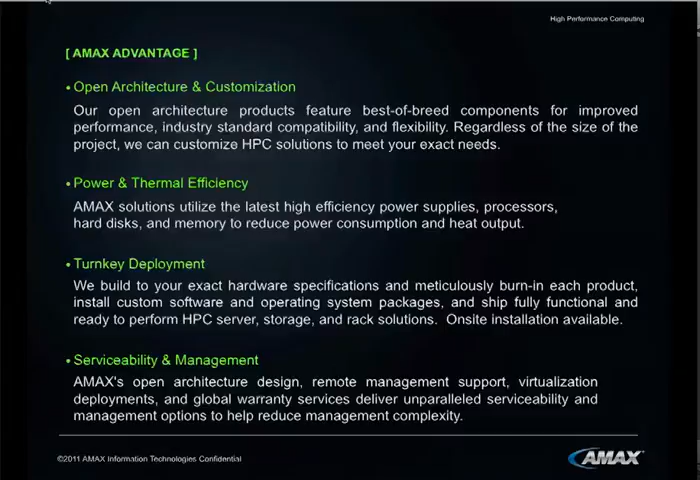 High Performance Computing
[ AMAX ADVANTAGE ]
• Open Architecture & Customization
Our open architecture products feature best-of-breed components for improved
performance, industry standard compatibility, and flexibility. Regardless of the size of the
project, we can customize HPC solutions to meet your exact needs.
• Power & Thermal Efficiency
AMAX solutions utilize the latest high efficiency power supplies, processors,
hard disks, and memory to reduce power consumption and heat output.
• Turnkey Deployment
We build to your exact hardware specifications and meticulously burn-in each product,
install custom software and operating system packages, and ship fully functional and
ready to perform HPC server, storage, and rack solutions. Onsite installation available.
• Serviceability & Management
AMAX's open architecture design, remote management support, virtualization
deployments, and global warranty services deliver unparalleled serviceability and
management options to help reduce management complexity.
©2011 AMAX Information Technologies Confidential
AMAX